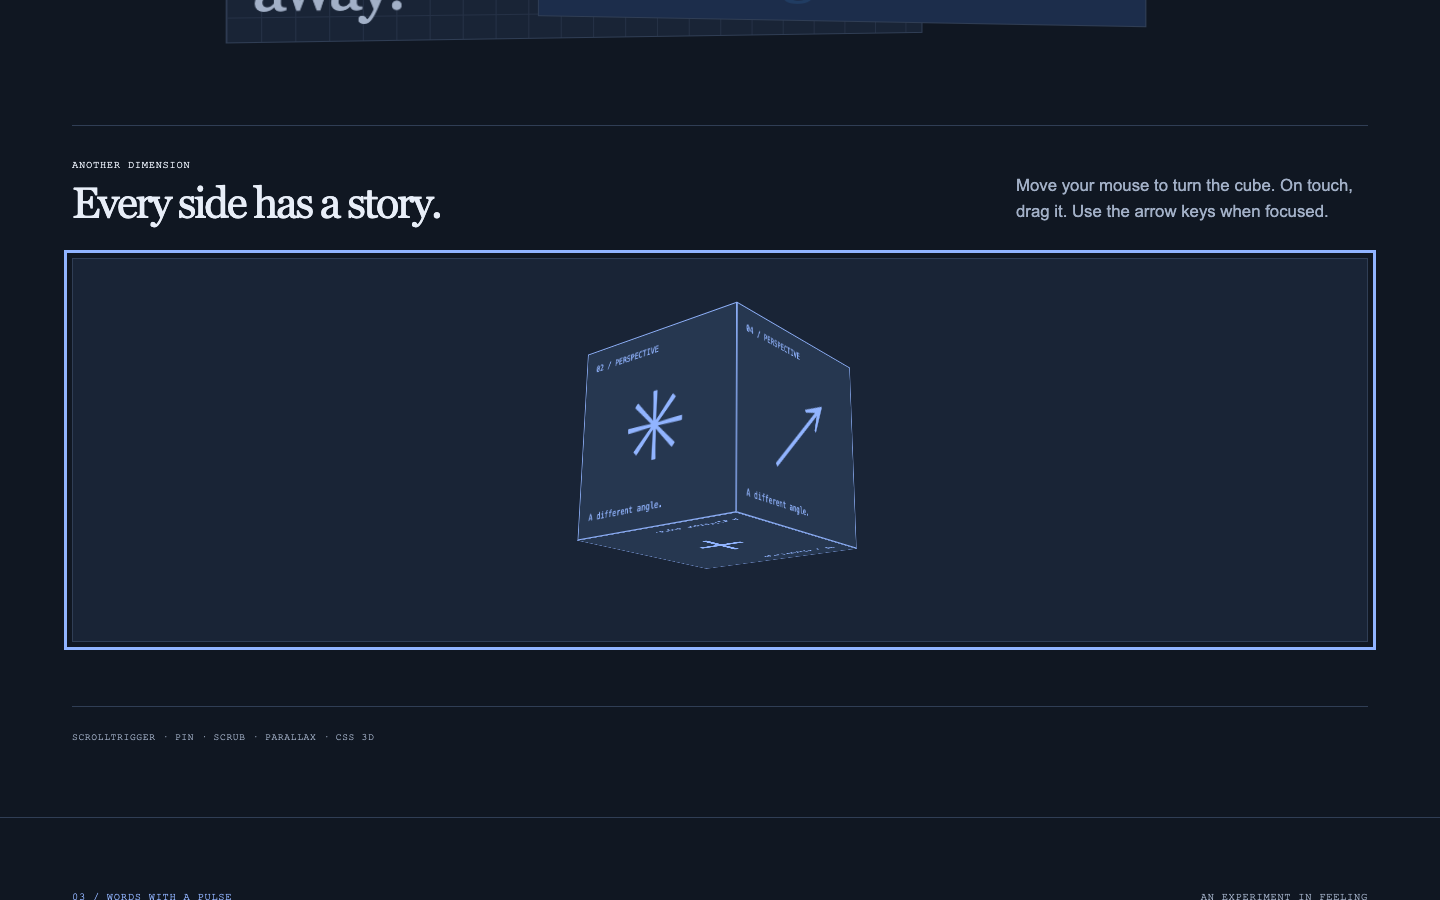 away.
ANOTHER DIMENSION
Every side has a story.
Move your mouse to turn the cube. On touch,
drag it. Use the arrow keys when focused.
02 / PERSPECTIVE
04 / PERSPECTIVE
A different angle.
A different angle.
SCROLLTRIGGER · PIN · SCRUB · PARALLAX · CSS 3D
03 / WORDS WITH A PULSE
AN EXPERIMENT IN FEELING